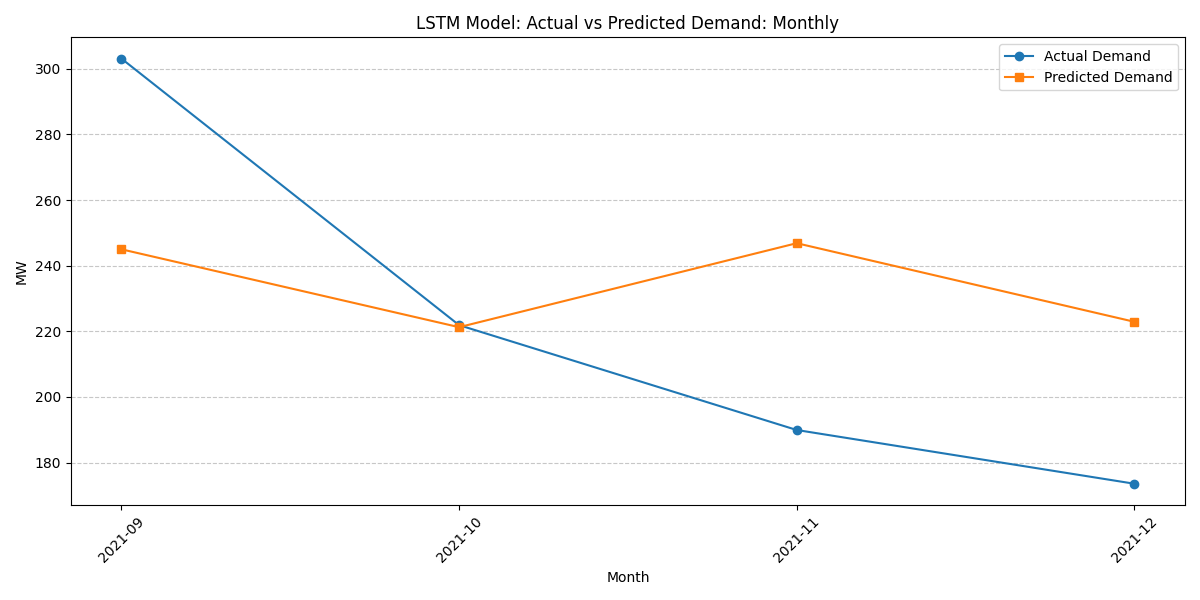 LSTM Model: Actual vs Predicted Demand: Monthly
Actual Demand
Predicted Demand
MW
300
280
260
240
220
200
180
2021-09
2021-10
2021-11
2021-12
Month